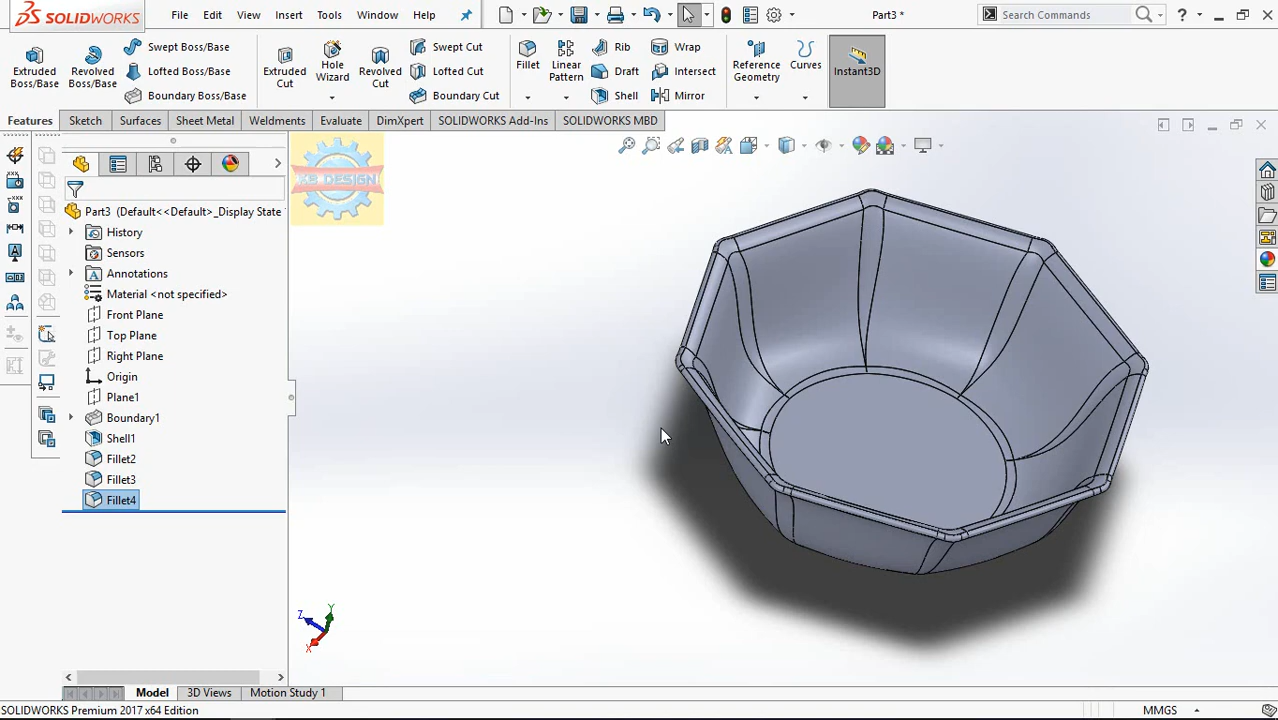 SOLIDWORKS
File Edit View Insert Tools Window Help
Part3 *
Search Commands
?
Extruded Boss/Base
Revolved Boss/Base
Swept Boss/Base
Lofted Boss/Base
Boundary Boss/Base
Extruded Cut
Hole Wizard
Revolved Cut
Swept Cut
Lofted Cut
Boundary Cut
Fillet
Linear Pattern
Rib
Draft
Shell
Wrap
Intersect
Mirror
Reference Geometry
Curves
Instant3D
Features Sketch Surfaces Sheet Metal Weldments Evaluate DimXpert SOLIDWORKS Add-Ins SOLIDWORKS MBD
KB DESIGN
Part3 (Default<<Default>_Display State
History
Sensors
Annotations
Material <not specified>
Front Plane
Top Plane
Right Plane
Origin
Plane1
Boundary1
Shell1
Fillet2
Fillet3
Fillet4
Y
Z
X
Model 3D Views Motion Study 1
SOLIDWORKS Premium 2017 x64 Edition
MMGS